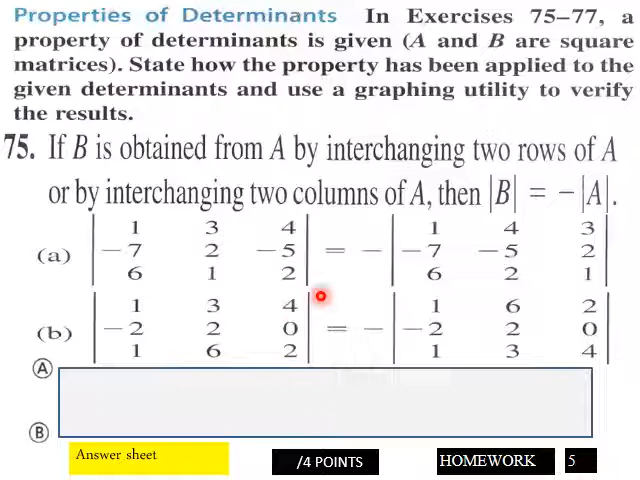 Properties of Determinants In Exercises 75–77, a
property of determinants is given (A and B are square
matrices). State how the property has been applied to the
given determinants and use a graphing utility to verify
the results.
75. If B is obtained from A by interchanging two rows of A
or by interchanging two columns of A, then |B| = −|A|.
(a) | 1 3 4 | = − | 1 4 3 |
| −7 2 −5 | | −7 −5 2 |
| 6 1 2 | | 6 2 1 |
(b) | 1 3 4 | = − | 1 6 2 |
| −2 2 0 | | −2 2 0 |
| 1 6 2 | | 1 3 4 |
A
B
Answer sheet
/4 POINTS
HOMEWORK 5